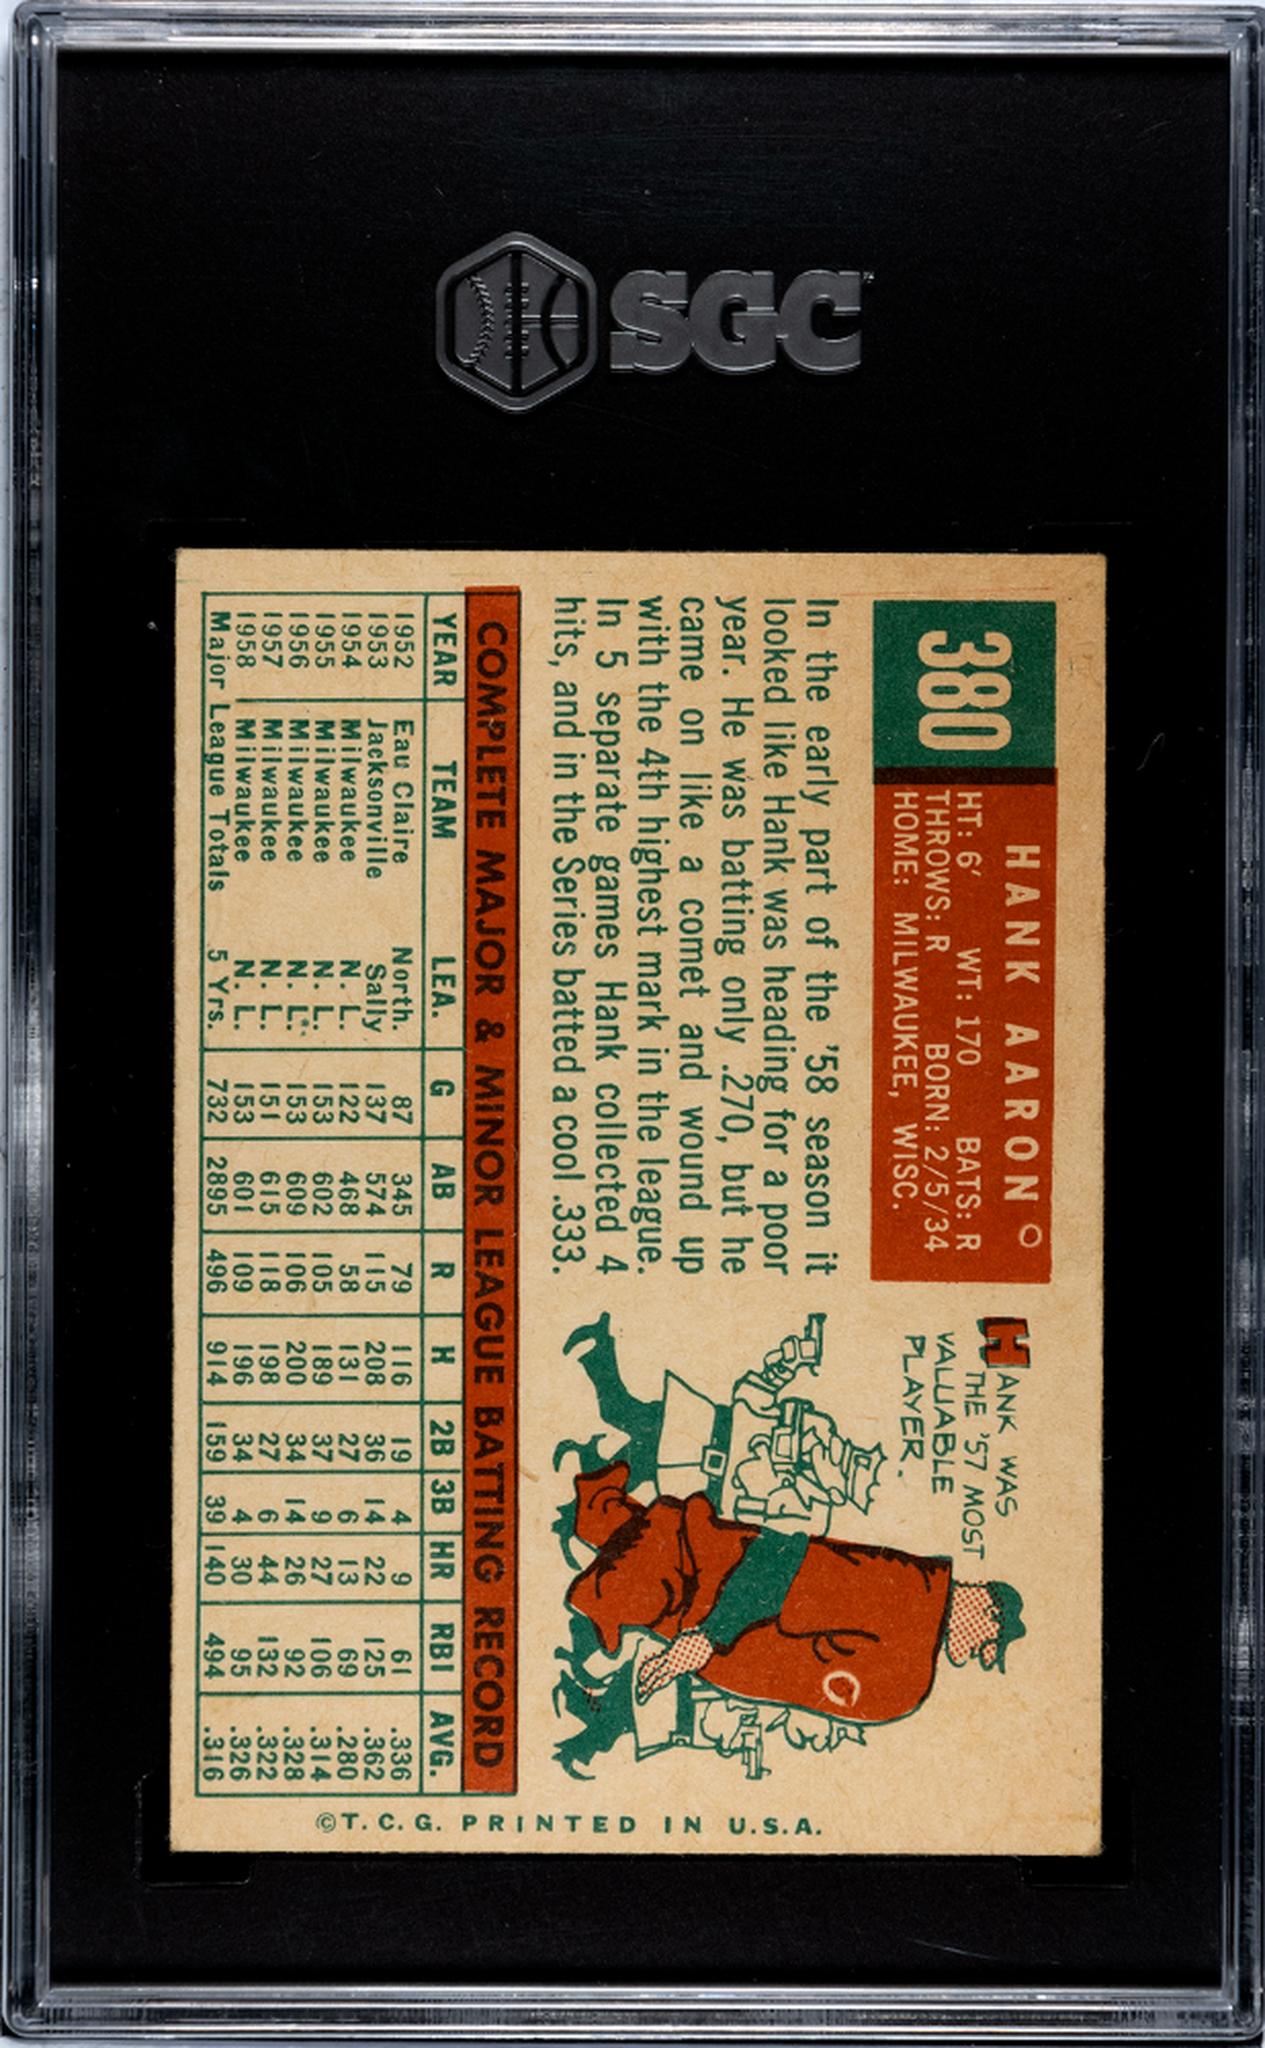 SGC
380
HANK AARON
HT: 6' WT: 170 BATS: R
THROWS: R BORN: 2/5/34
HOME: MILWAUKEE, WISC.
In the early part of the '58 season it
looked like Hank was heading for a poor
year. He was batting only .270, but he
came on like a comet and wound up
with the 4th highest mark in the league.
In 5 separate games Hank collected 4
hits, and in the Series batted a cool .333.
HANK WAS
THE '57 MOST
VALUABLE
PLAYER.
COMPLETE MAJOR & MINOR LEAGUE BATTING RECORD
YEAR TEAM LEA. G AB R H 2B 3B HR RBI AVG.
1952 Eau Claire North. 87 345 79 116 19 4 9 61 .336
1953 Jacksonville Sally 137 574 115 208 36 14 22 125 .362
1954 Milwaukee N. L. 122 468 58 131 27 6 13 69 .280
1955 Milwaukee N. L. 153 602 105 189 37 9 27 106 .314
1956 Milwaukee N. L. 153 609 106 200 34 14 26 92 .328
1957 Milwaukee N. L. 151 615 118 198 27 6 44 132 .322
1958 Milwaukee N. L. 153 601 109 196 34 4 30 95 .326
Major League Totals 5 Yrs. 732 2895 496 914 159 39 140 494 .316
©T. C. G. PRINTED IN U.S.A.